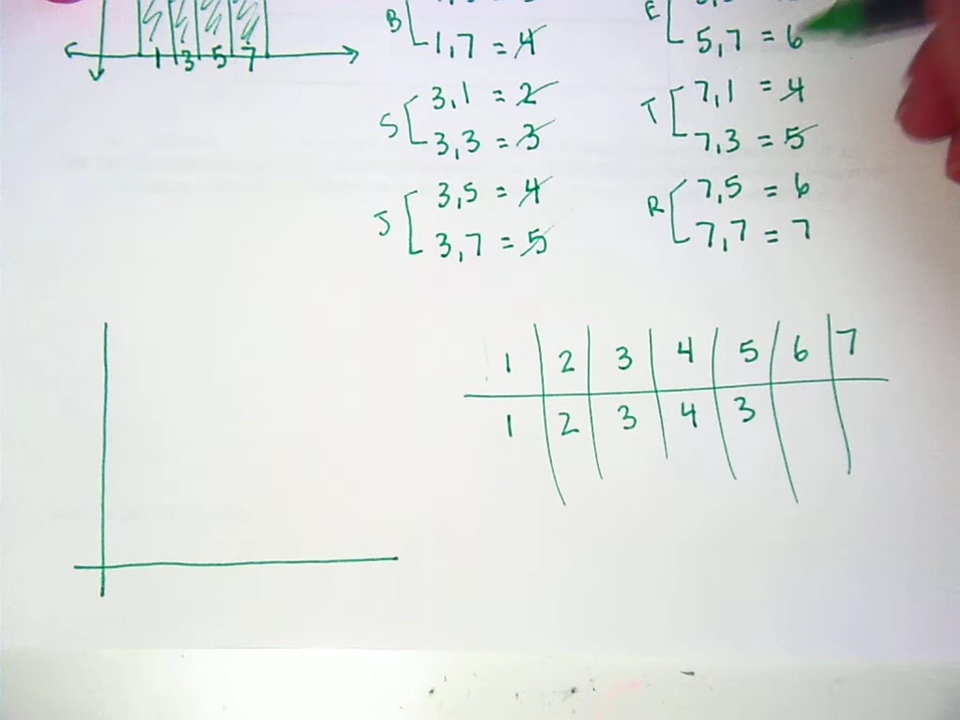 1 3 5 7
B
1,7 = 4
S
3,1 = 2
3,3 = 3
J
3,5 = 4
3,7 = 5
E
5,7 = 6
T
7,1 = 4
7,3 = 5
R
7,5 = 6
7,7 = 7
1 2 3 4 5 6 7
1 2 3 4 3